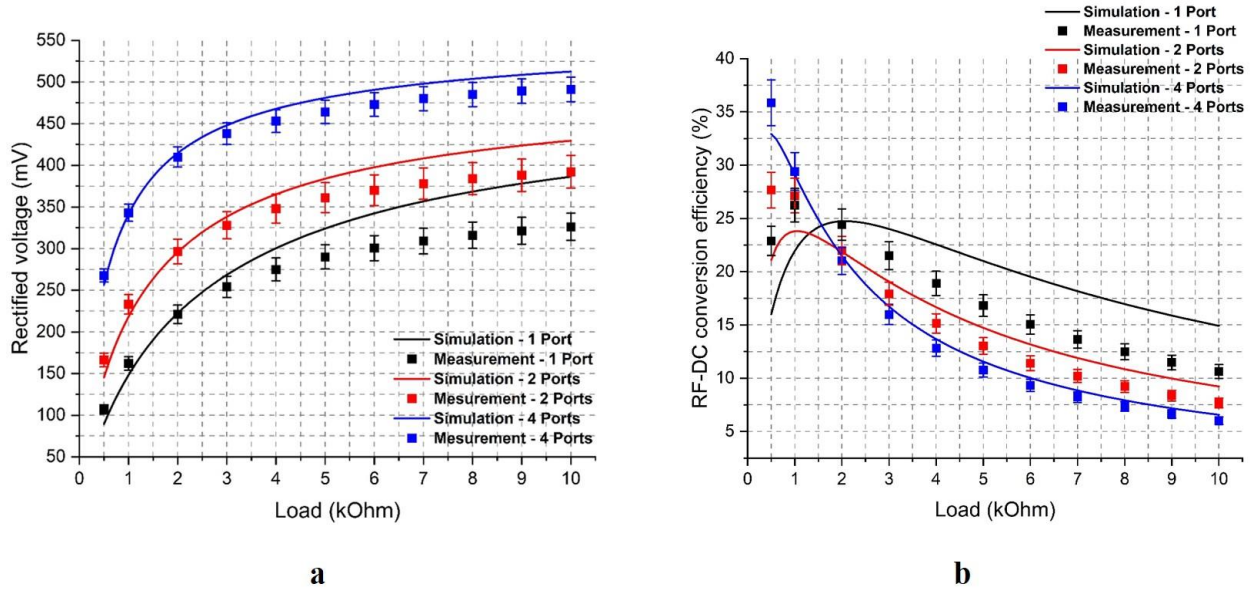 Simulation - 1 Port
Measurement - 1 Port
Simulation - 2 Ports
Measurement - 2 Ports
Simulation - 4 Ports
Measurement - 4 Ports
550
500
450
400
350
300
250
200
150
100
50
Rectified voltage (mV)
Simulation - 1 Port
Measurement - 1 Port
Simulation - 2 Ports
Mesurement - 2 Ports
Simulation - 4 Ports
Mesurement - 4 Ports
0 1 2 3 4 5 6 7 8 9 10
Load (kOhm)
a
40
35
30
25
20
15
10
5
RF-DC conversion efficiency (%)
0 1 2 3 4 5 6 7 8 9 10
Load (kOhm)
b